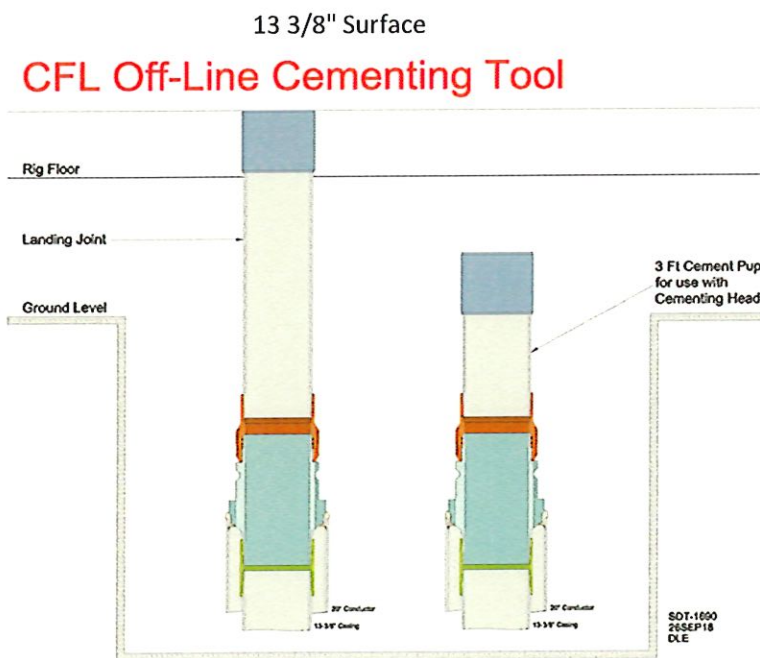 13 3/8" Surface
CFL Off-Line Cementing Tool
Rig Floor
Landing Joint
3 Ft Cement Pup
for use with
Cementing Head
Ground Level
20" Conductor
13-3/8" Casing
20" Conductor
13-3/8" Casing
SDT-1690
26SEP18
DLE